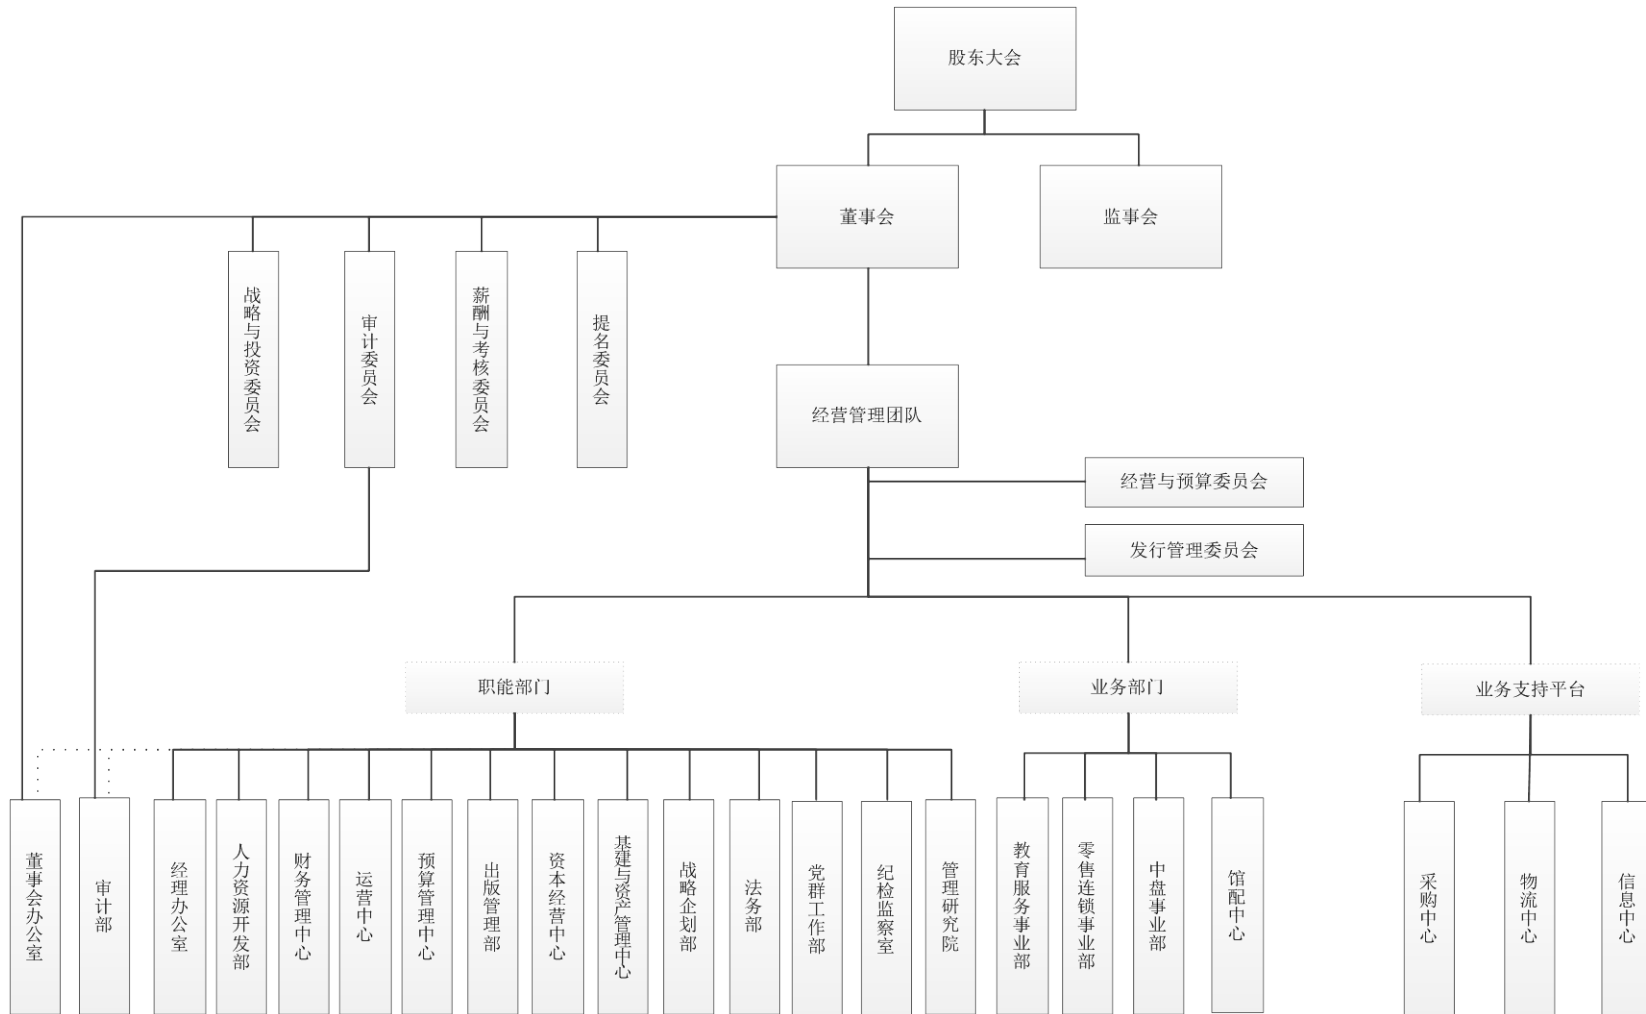 股东大会
董事会
监事会
战略与投资委员会
审计委员会
薪酬与考核委员会
提名委员会
经营管理团队
经营与预算委员会
发行管理委员会
职能部门
业务部门
业务支持平台
董事会办公室
审计部
经理办公室
人力资源开发部
财务管理中心
运营中心
预算管理中心
出版管理部
资本经营中心
基建与资产管理中心
战略企划部
法务部
党群工作部
纪检监察室
管理研究院
教育服务事业部
零售连锁事业部
中盘事业部
馆配中心
采购中心
物流中心
信息中心